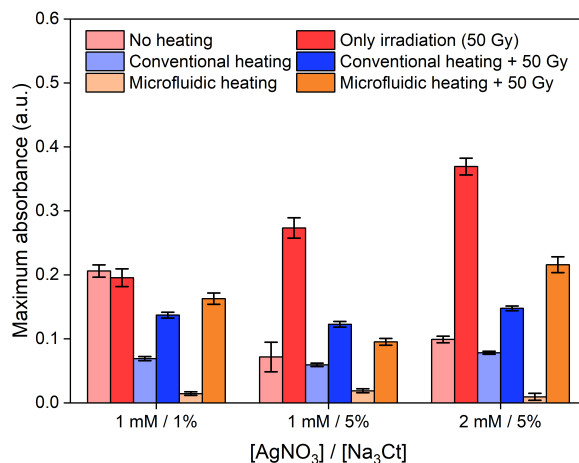 0.6
0.5
0.4
0.3
0.2
0.1
0.0
Maximum absorbance (a.u.)
No heating
Only irradiation (50 Gy)
Conventional heating
Conventional heating + 50 Gy
Microfluidic heating
Microfluidic heating + 50 Gy
1 mM / 1%
1 mM / 5%
2 mM / 5%
[AgNO₃] / [Na₃Ct]